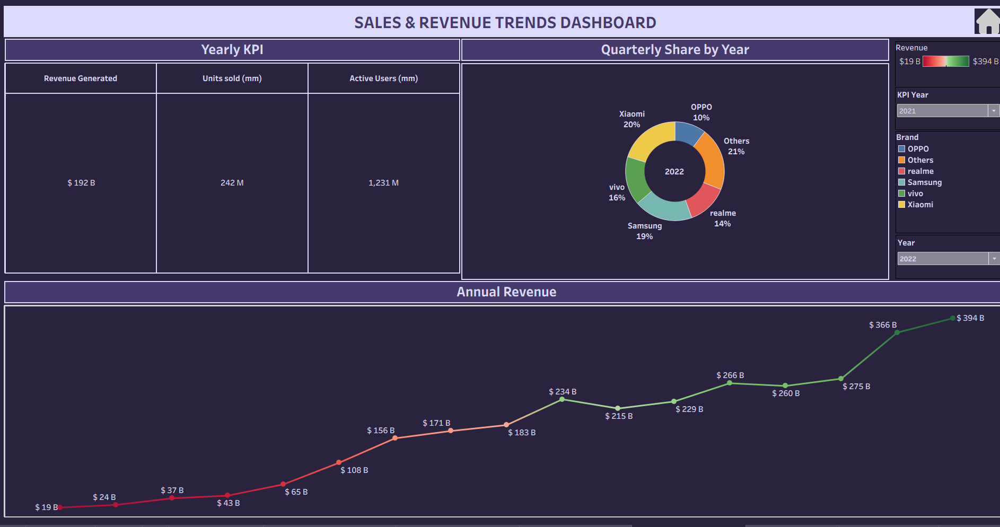 SALES & REVENUE TRENDS DASHBOARD
Yearly KPI
Revenue Generated
Units sold (mm)
Active Users (mm)
$ 192 B
242 M
1,231 M
Quarterly Share by Year
OPPO
10%
Others
21%
realme
14%
Samsung
19%
vivo
16%
Xiaomi
20%
2022
Revenue
$19 B
$394 B
KPI Year
2021
Brand
OPPO
Others
realme
Samsung
vivo
Xiaomi
Year
2022
Annual Revenue
$ 19 B
$ 24 B
$ 37 B
$ 43 B
$ 65 B
$ 108 B
$ 156 B
$ 171 B
$ 183 B
$ 234 B
$ 215 B
$ 229 B
$ 266 B
$ 260 B
$ 275 B
$ 366 B
$ 394 B